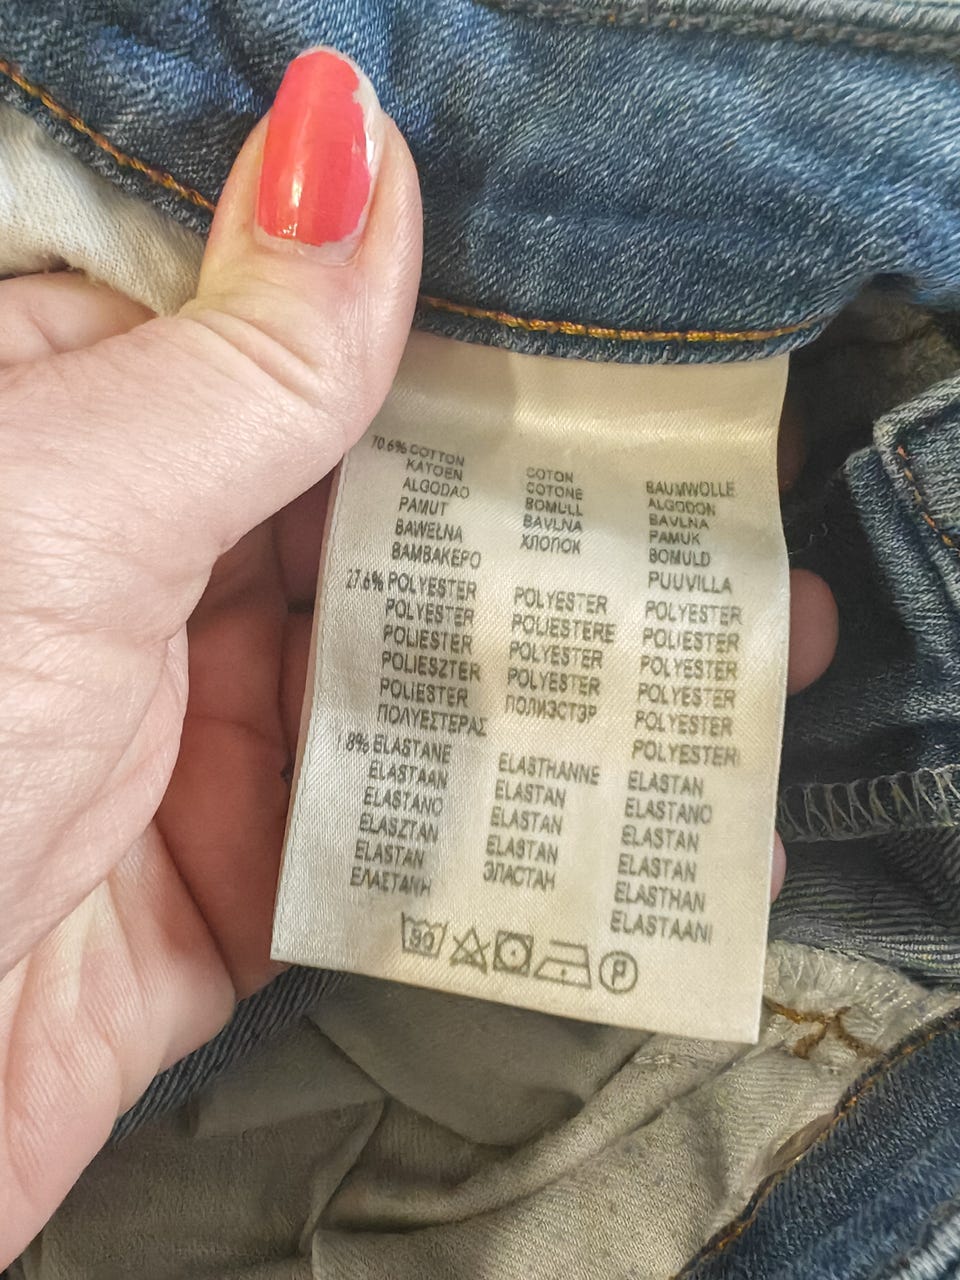 70.6% COTTON
KATOEN
ALGODAO
PAMUT
BAWEŁNA
BAMBAKEPO
COTON
COTONE
BOMULL
BAVLNA
ХЛОПОК
BAUMWOLLE
ALGODON
BAVLNA
PAMUK
BOMULD
PUUVILLA
27.6% POLYESTER
POLYESTER
POLIESTER
POLIESZTER
POLIESTER
ΠΟΛΥΕΣΤΕΡΑΣ
POLYESTER
POLIESTERE
POLYESTER
POLYESTER
ПОЛИЭСТЭР
POLYESTER
POLIESTER
POLYESTER
POLYESTER
POLYESTER
POLYESTERI
1.8% ELASTANE
ELASTAAN
ELASTANO
ELASZTAN
ELASTAN
ΕΛΑΣΤΑΝΗ
ELASTHANNE
ELASTAN
ELASTAN
ELASTAN
ЭЛАСТАН
ELASTAN
ELASTANO
ELASTAN
ELASTAN
ELASTHAN
ELASTAANI
P